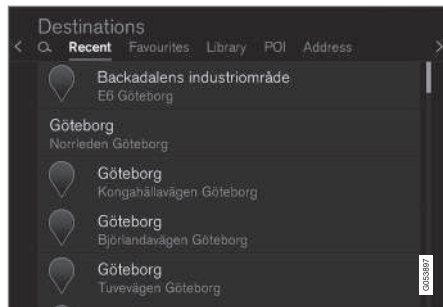 Destinations
Recent Favourites Library POI Address
Backadalens industriområde
E6 Göteborg
Göteborg
Norrleden Göteborg
Göteborg
Kongahällavägen Göteborg
Göteborg
Björlandavägen Göteborg
Göteborg
Tuvevägen Göteborg
G053897